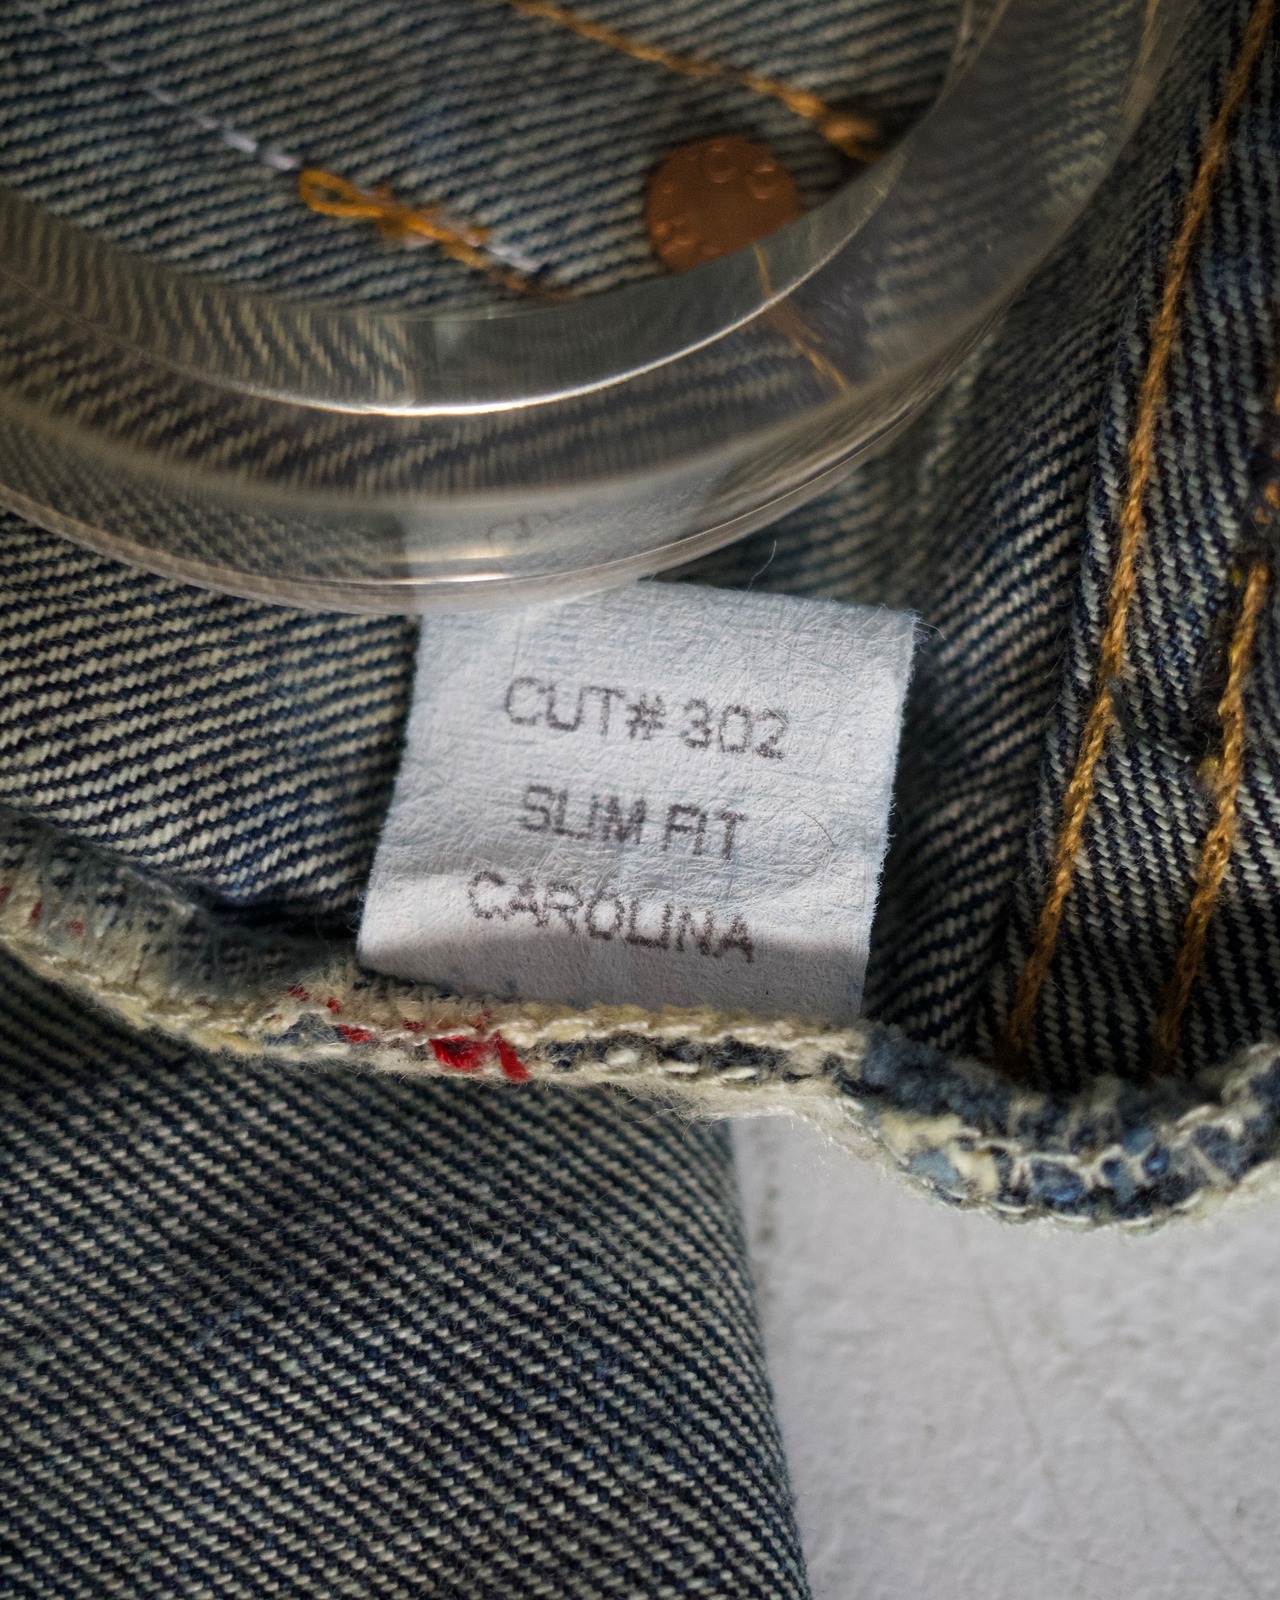 CUT# 302
SLIM FIT
CAROLINA